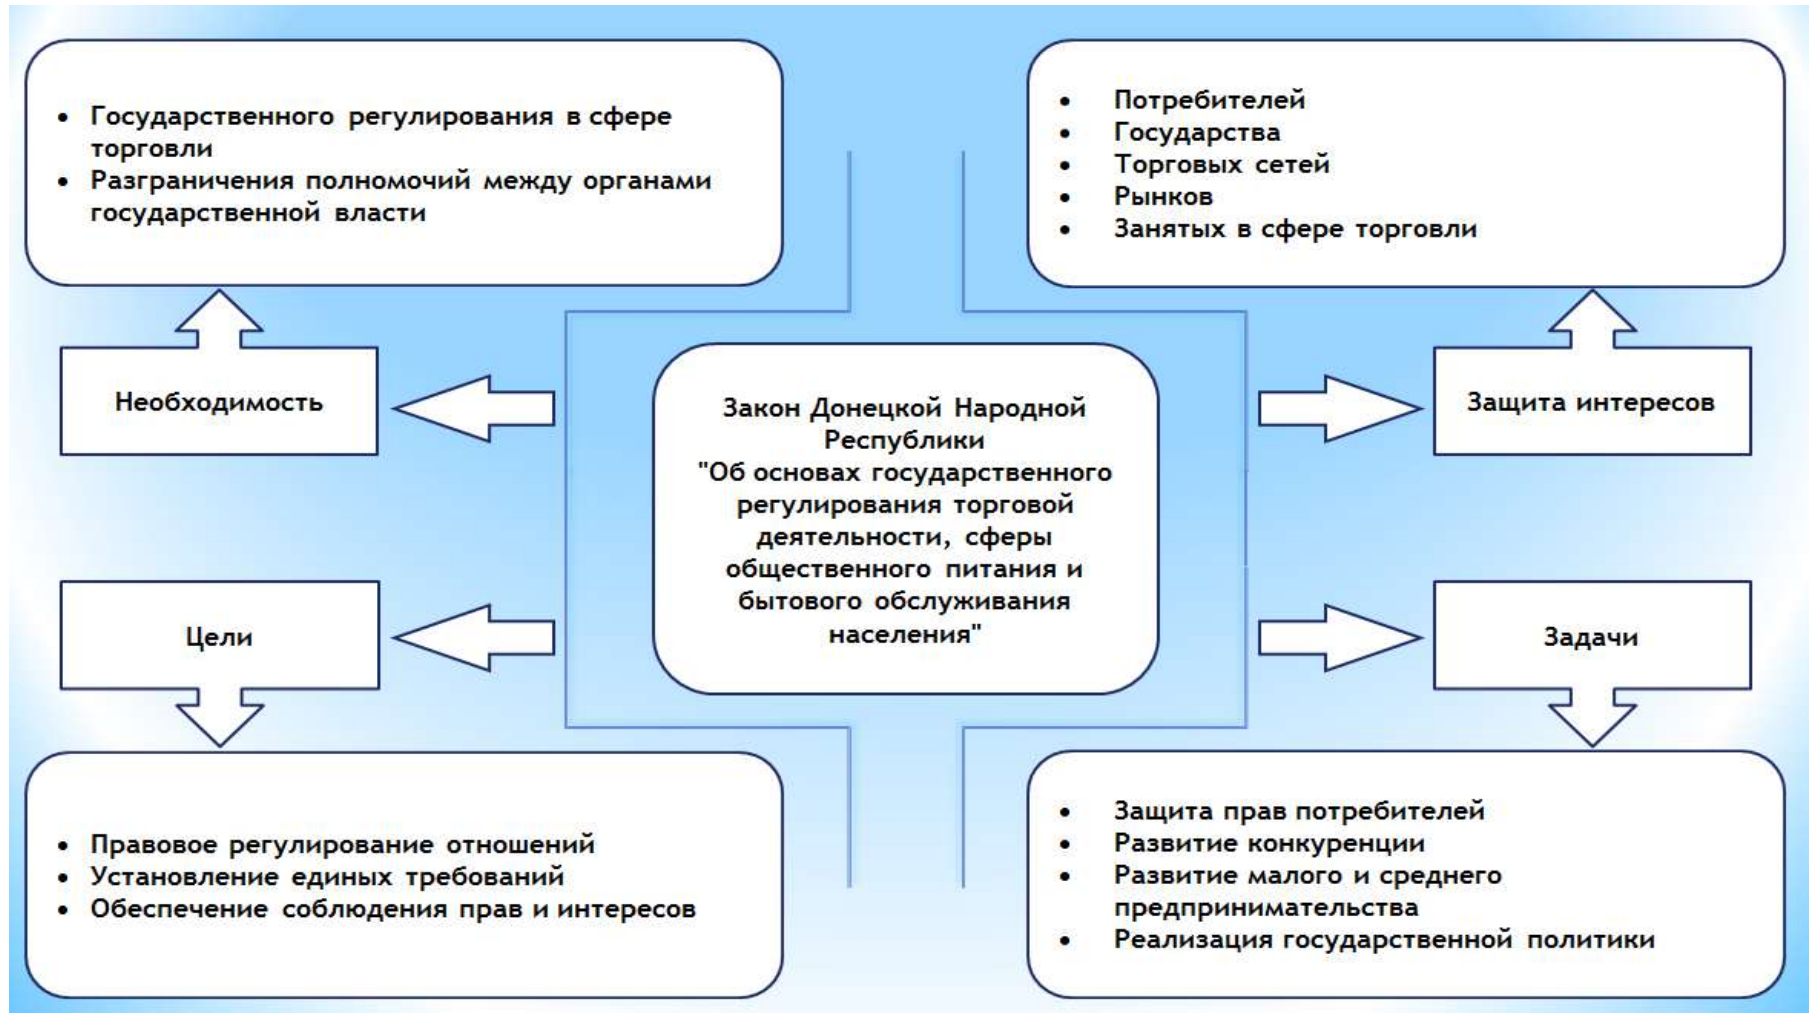 • Государственного регулирования в сфере
торговли
• Разграничения полномочий между органами
государственной власти
• Потребителей
• Государства
• Торговых сетей
• Рынков
• Занятых в сфере торговли
Необходимость
Защита интересов
Закон Донецкой Народной
Республики
"Об основах государственного
регулирования торговой
деятельности, сферы
общественного питания и
бытового обслуживания
населения"
Цели
Задачи
• Правовое регулирование отношений
• Установление единых требований
• Обеспечение соблюдения прав и интересов
• Защита прав потребителей
• Развитие конкуренции
• Развитие малого и среднего
предпринимательства
• Реализация государственной политики